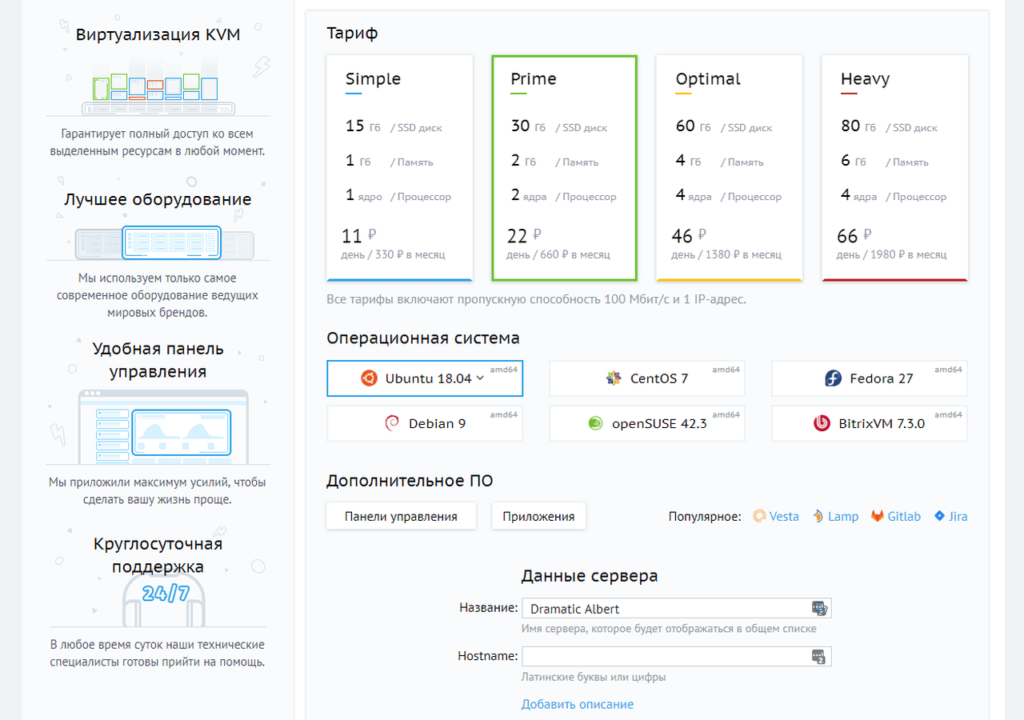 Виртуализация KVM
Гарантирует полный доступ ко всем
выделенным ресурсам в любой момент.
Лучшее оборудование
Мы используем только самое
современное оборудование ведущих
мировых брендов.
Удобная панель
управления
Мы приложили максимум усилий, чтобы
сделать вашу жизнь проще.
Круглосуточная
поддержка
24/7
В любое время суток наши технические
специалисты готовы прийти на помощь.
Тариф
Simple
15 Гб / SSD диск
1 Гб / Память
1 ядро / Процессор
11 ₽
день / 330 ₽ в месяц
Prime
30 Гб / SSD диск
2 Гб / Память
2 ядра / Процессор
22 ₽
день / 660 ₽ в месяц
Optimal
60 Гб / SSD диск
4 Гб / Память
4 ядра / Процессор
46 ₽
день / 1380 ₽ в месяц
Heavy
80 Гб / SSD диск
6 Гб / Память
4 ядра / Процессор
66 ₽
день / 1980 ₽ в месяц
Все тарифы включают пропускную способность 100 Мбит/с и 1 IP-адрес.
Операционная система
Ubuntu 18.04 amd64
CentOS 7 amd64
Fedora 27 amd64
Debian 9 amd64
openSUSE 42.3 amd64
BitrixVM 7.3.0 amd64
Дополнительное ПО
Панели управления
Приложения
Популярное: Vesta Lamp Gitlab Jira
Данные сервера
Название: Dramatic Albert
Имя сервера, которое будет отображаться в общем списке
Hostname: 2
Латинские буквы или цифры
Добавить описание